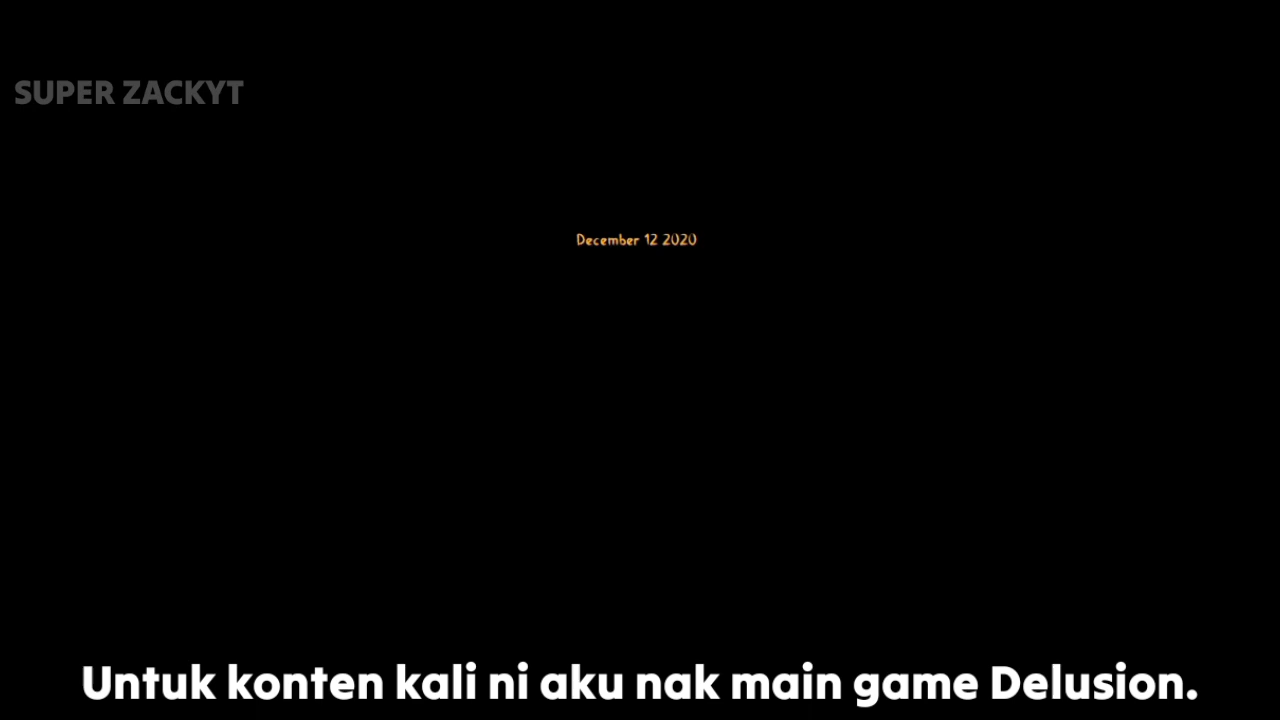 SUPER ZACKYT
December 12 2020
Untuk konten kali ni aku nak main game Delusion.